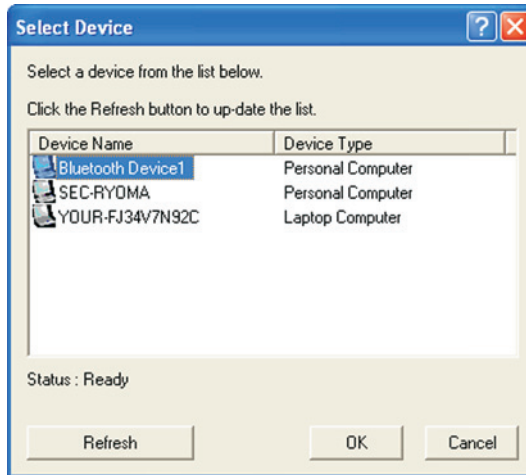 Select Device
Select a device from the list below.
Click the Refresh button to up-date the list.
Device Name Device Type
Bluetooth Device1 Personal Computer
SEC-RYOMA Personal Computer
YOUR-FJ34V7N92C Laptop Computer
Status : Ready
Refresh OK Cancel